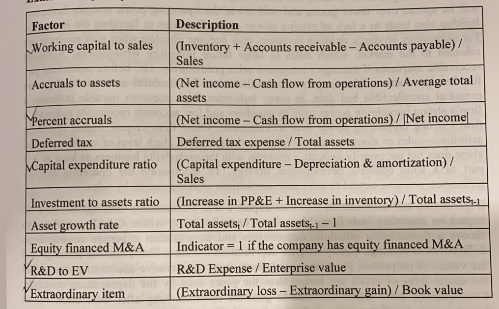 Factor Description
Working capital to sales (Inventory + Accounts receivable – Accounts payable) /
Sales
Accruals to assets (Net income – Cash flow from operations) / Average total
assets
Percent accruals (Net income – Cash flow from operations) / |Net income|
Deferred tax Deferred tax expense / Total assets
Capital expenditure ratio (Capital expenditure – Depreciation & amortization) /
Sales
Investment to assets ratio (Increase in PP&E + Increase in inventory) / Total assetst-1
Asset growth rate Total assetst / Total assetst-1 – 1
Equity financed M&A Indicator = 1 if the company has equity financed M&A
R&D to EV R&D Expense / Enterprise value
Extraordinary item (Extraordinary loss – Extraordinary gain) / Book value